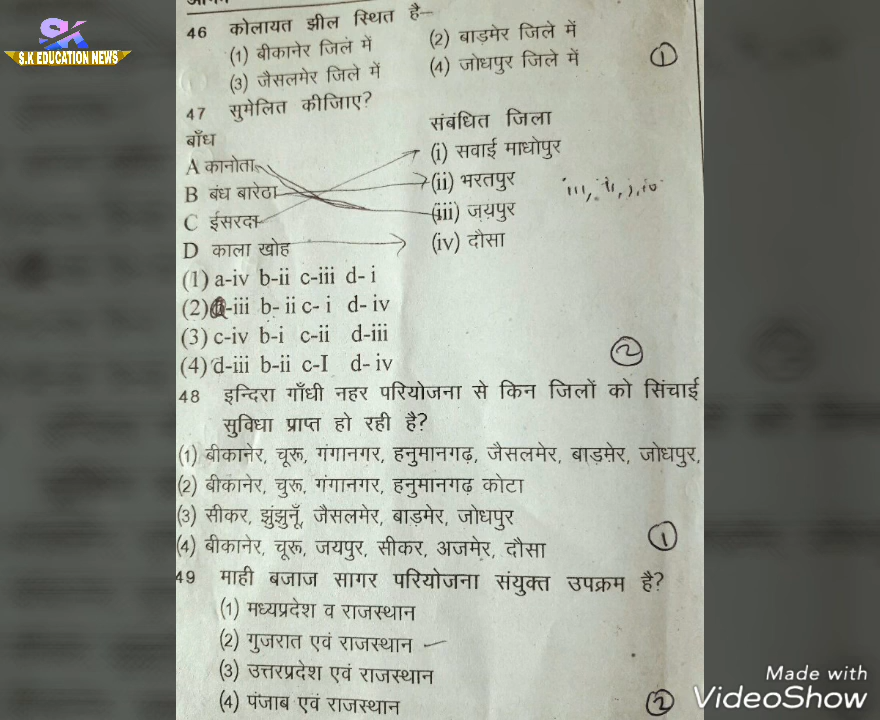 SK
S.K EDUCATION NEWS
46 कोलायत झील स्थित है–
(1) बीकानेर जिले में (2) बाड़मेर जिले में
(3) जैसलमेर जिले में (4) जोधपुर जिले में
1
47 सुमेलित कीजिाए?
बाँध संबंधित जिला
A कानोता (i) सवाई माधोपुर
B बंध बारेठा (ii) भरतपुर iii, ii, i, iv
C ईसरदा (iii) जयपुर
D काला खोह (iv) दौसा
(1) a-iv b-ii c-iii d- i
(2) a-iii b- ii c- i d- iv
(3) c-iv b-i c-ii d-iii
2
(4) d-iii b-ii c-I d- iv
48 इन्दिरा गाँधी नहर परियोजना से किन जिलों को सिंचाई
सुविधा प्राप्त हो रही है?
(1) बीकानेर, चूरू, गंगानगर, हनुमानगढ़, जैसलमेर, बाड़मेर, जोधपुर,
(2) बीकानेर, चुरू, गंगानगर, हनुमानगढ़ कोटा
(3) सीकर, झुंझुनूँ, जैसलमेर, बाड़मेर, जोधपुर
1
(4) बीकानेर, चूरू, जयपुर, सीकर, अजमेर, दौसा
49 माही बजाज सागर परियोजना संयुक्त उपक्रम है?
(1) मध्यप्रदेश व राजस्थान
(2) गुजरात एवं राजस्थान
(3) उत्तरप्रदेश एवं राजस्थान
(4) पंजाब एवं राजस्थान
2
Made with
VideoShow